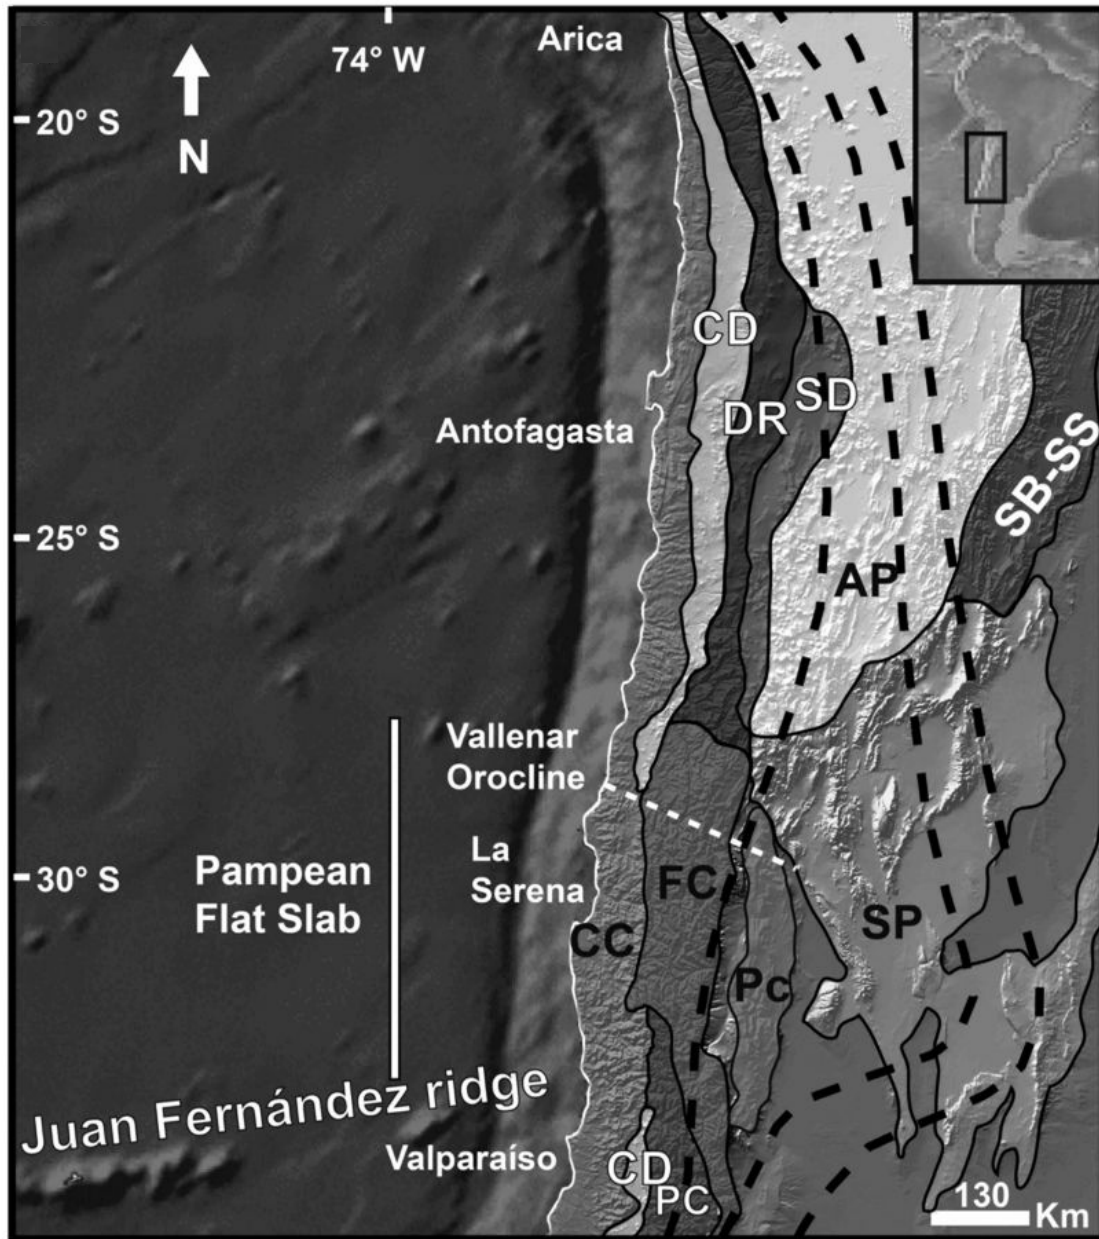 Arica
74° W
20° S
N
CD
SD
DR
Antofagasta
SB-SS
25° S
AP
Vallenar
Orocline
La
Serena
30° S
Pampean
Flat Slab
FC
SP
CC
Pc
Juan Fernández ridge
Valparaíso
CD
PC
130
Km